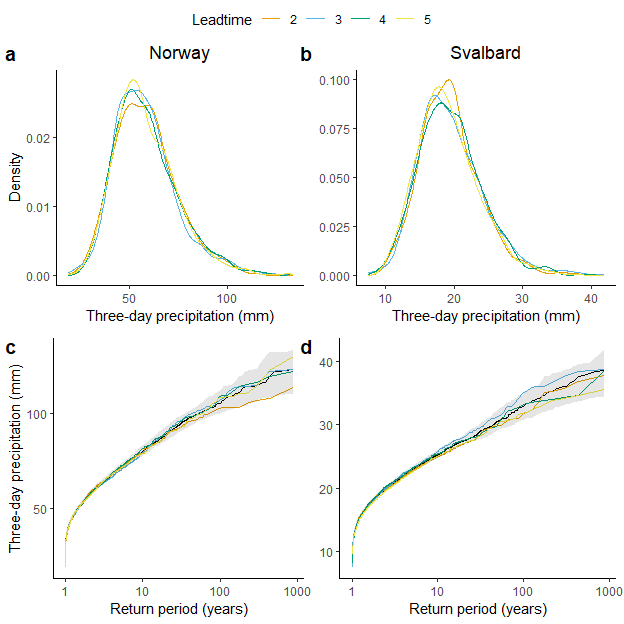 Leadtime 2 3 4 5
a Norway b Svalbard
Density
0.02
0.01
0.00
50 100
Three-day precipitation (mm)
0.100
0.075
0.050
0.025
0.000
10 20 30 40
Three-day precipitation (mm)
c d
Three-day precipitation (mm)
100
50
1 10 100 1000
Return period (years)
40
30
20
10
1 10 100 1000
Return period (years)